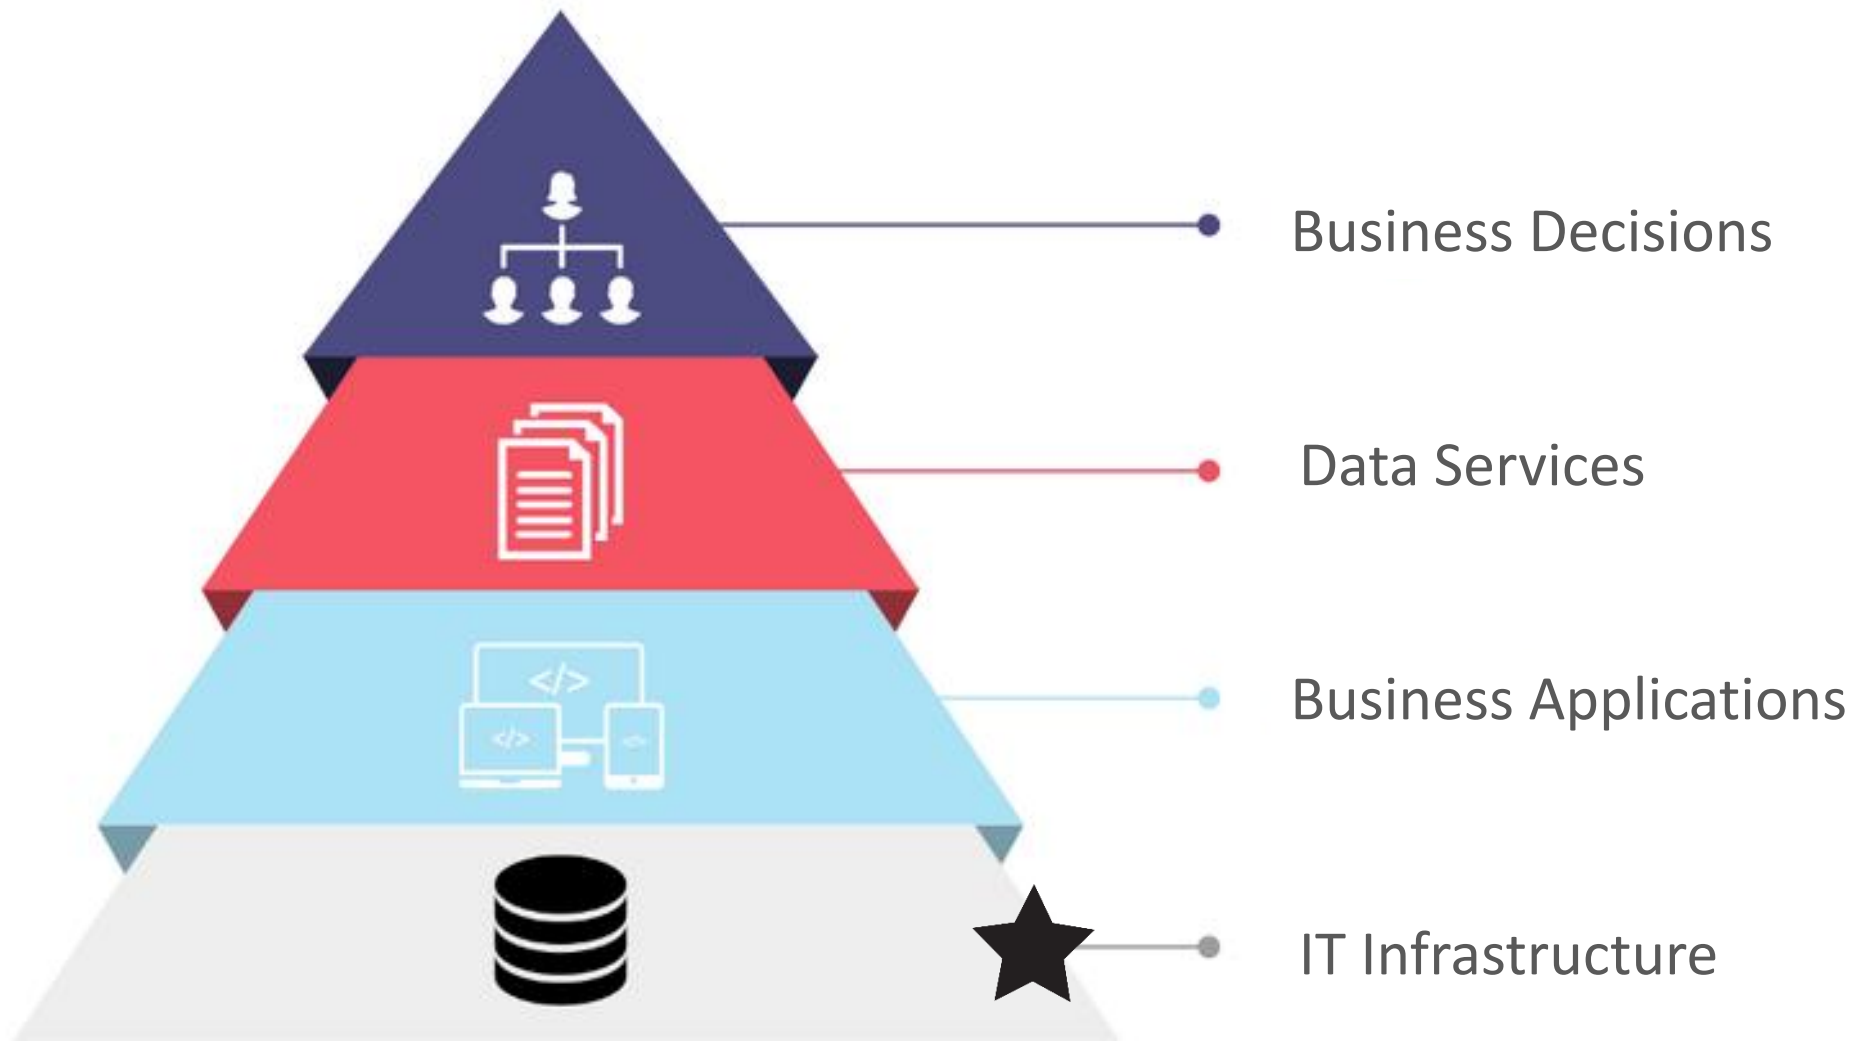 Business Decisions
Data Services
</>
Business Applications
</>
</>
IT Infrastructure